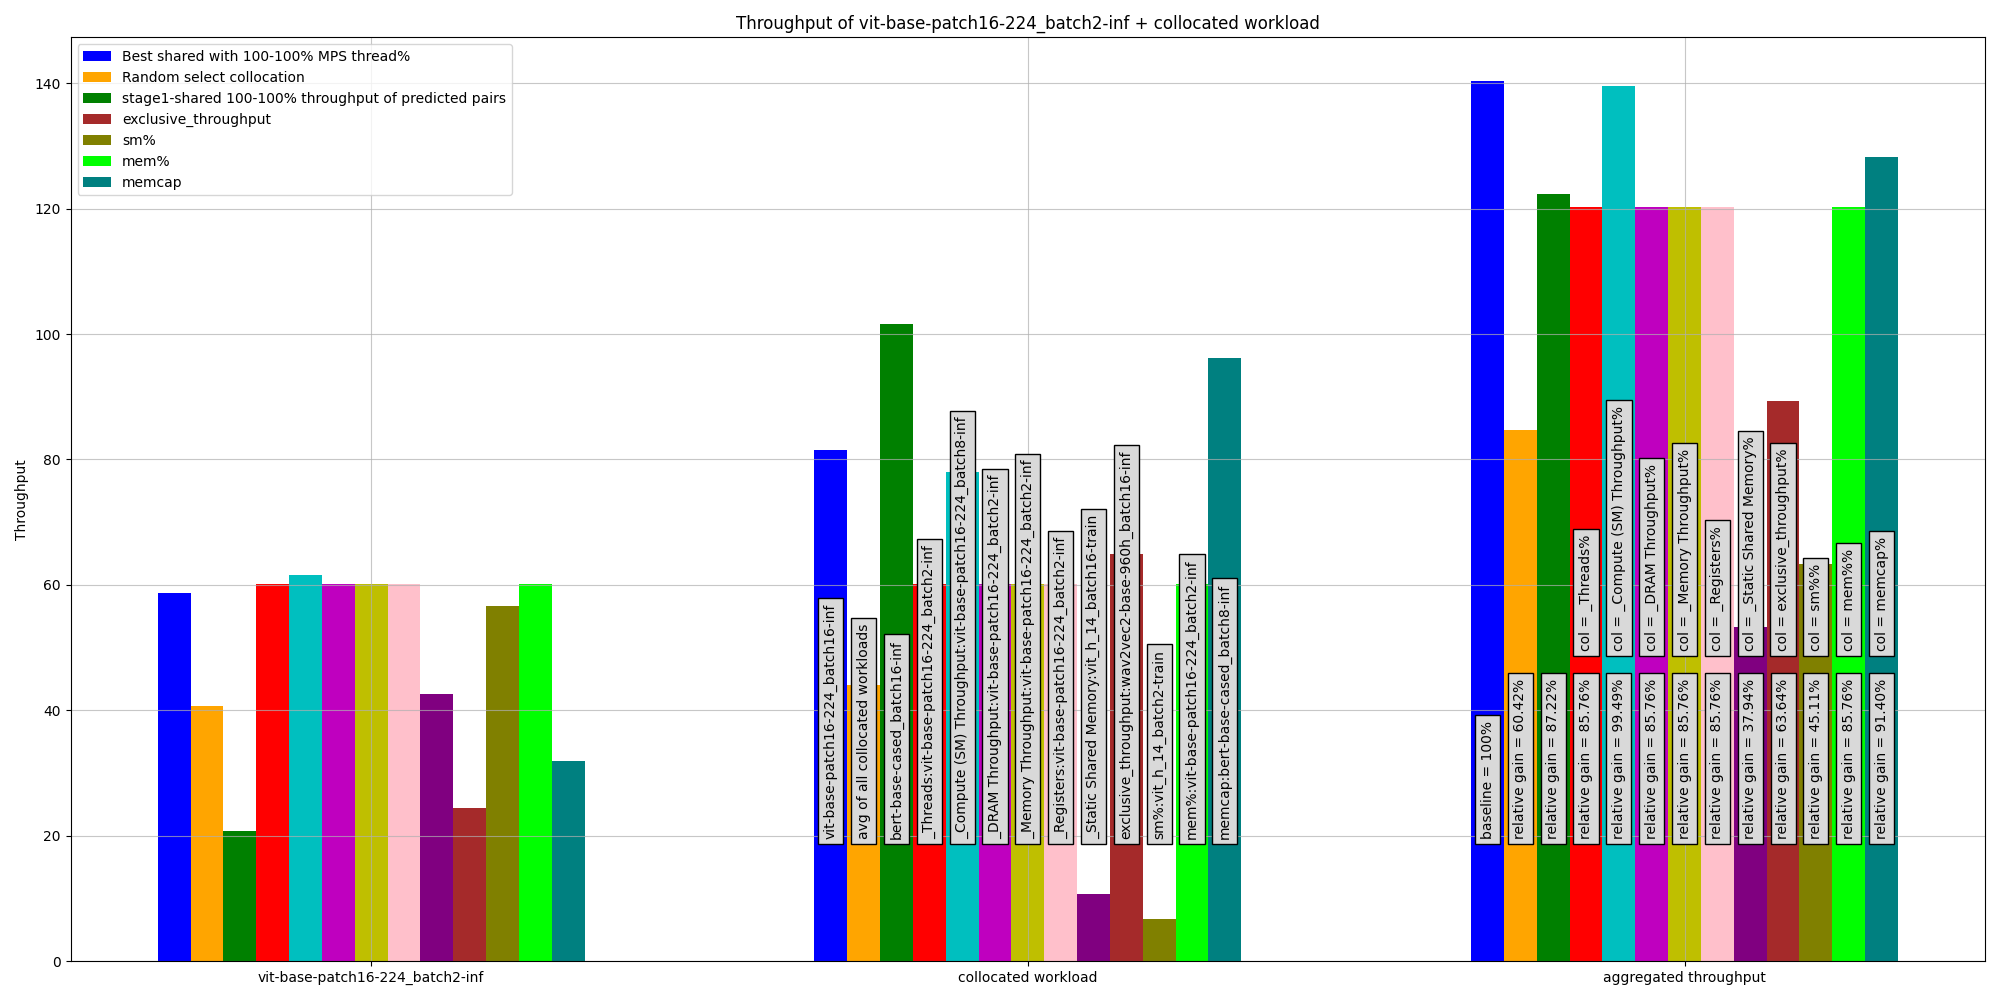 Throughput of vit-base-patch16-224_batch2-inf + collocated workload
Best shared with 100-100% MPS thread%
Random select collocation
stage1-shared 100-100% throughput of predicted pairs
exclusive_throughput
sm%
mem%
memcap
Throughput
140
120
100
80
60
40
20
0
vit-base-patch16-224_batch16-inf
avg of all collocated workloads
bert-base-cased_batch16-inf
_Threads:vit-base-patch16-224_batch2-inf
_Compute (SM) Throughput:vit-base-patch16-224_batch8-inf
_DRAM Throughput:vit-base-patch16-224_batch2-inf
_Memory Throughput:vit-base-patch16-224_batch2-inf
_Registers:vit-base-patch16-224_batch2-inf
_Static Shared Memory:vit_h_14_batch16-train
exclusive_throughput:wav2vec2-base-960h_batch16-inf
sm%:vit_h_14_batch2-train
mem%:vit-base-patch16-224_batch2-inf
memcap:bert-base-cased_batch8-inf
col = _Threads%
col = _Compute (SM) Throughput%
col = _DRAM Throughput%
col = _Memory Throughput%
col = _Registers%
col = _Static Shared Memory%
col = exclusive_throughput%
col = sm%%
col = mem%%
col = memcap%
baseline = 100%
relative gain = 60.42%
relative gain = 87.22%
relative gain = 85.76%
relative gain = 99.49%
relative gain = 85.76%
relative gain = 85.76%
relative gain = 85.76%
relative gain = 37.94%
relative gain = 63.64%
relative gain = 45.11%
relative gain = 85.76%
relative gain = 91.40%
vit-base-patch16-224_batch2-inf
collocated workload
aggregated throughput